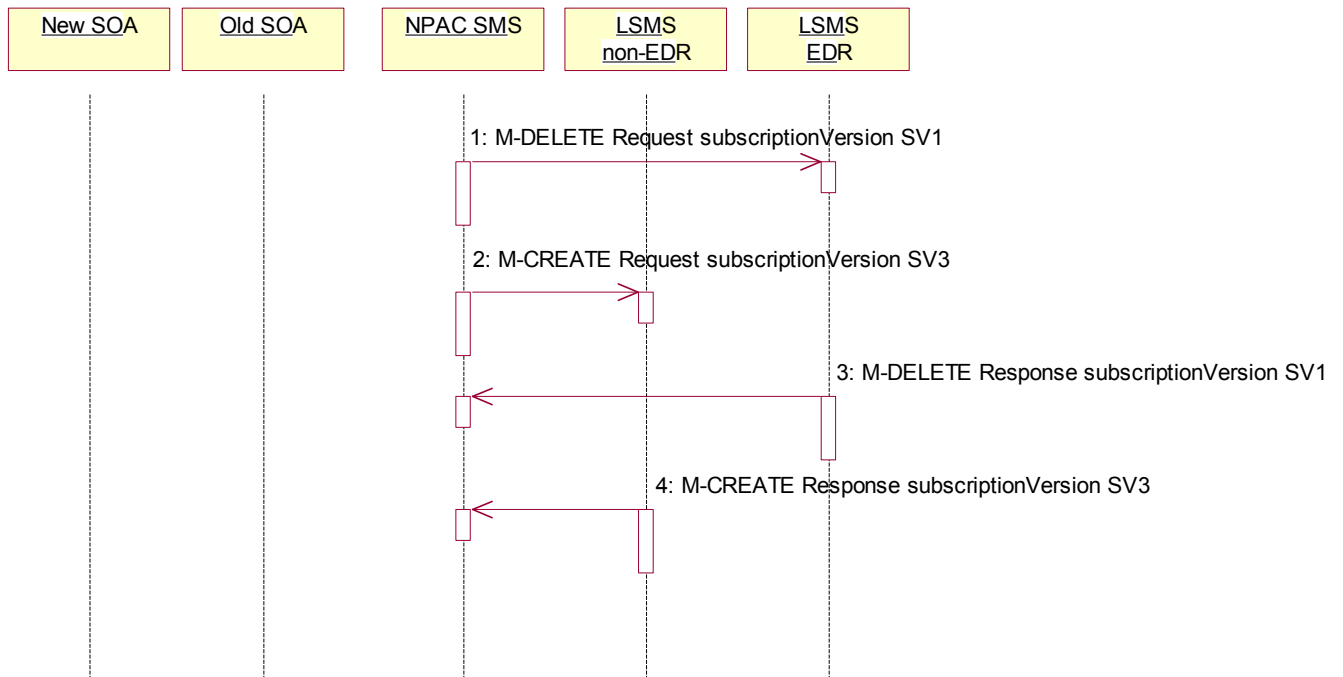 New SOA
Old SOA
NPAC SMS
LSMS
non-EDR
LSMS
EDR
1: M-DELETE Request subscriptionVersion SV1
2: M-CREATE Request subscriptionVersion SV3
3: M-DELETE Response subscriptionVersion SV1
4: M-CREATE Response subscriptionVersion SV3